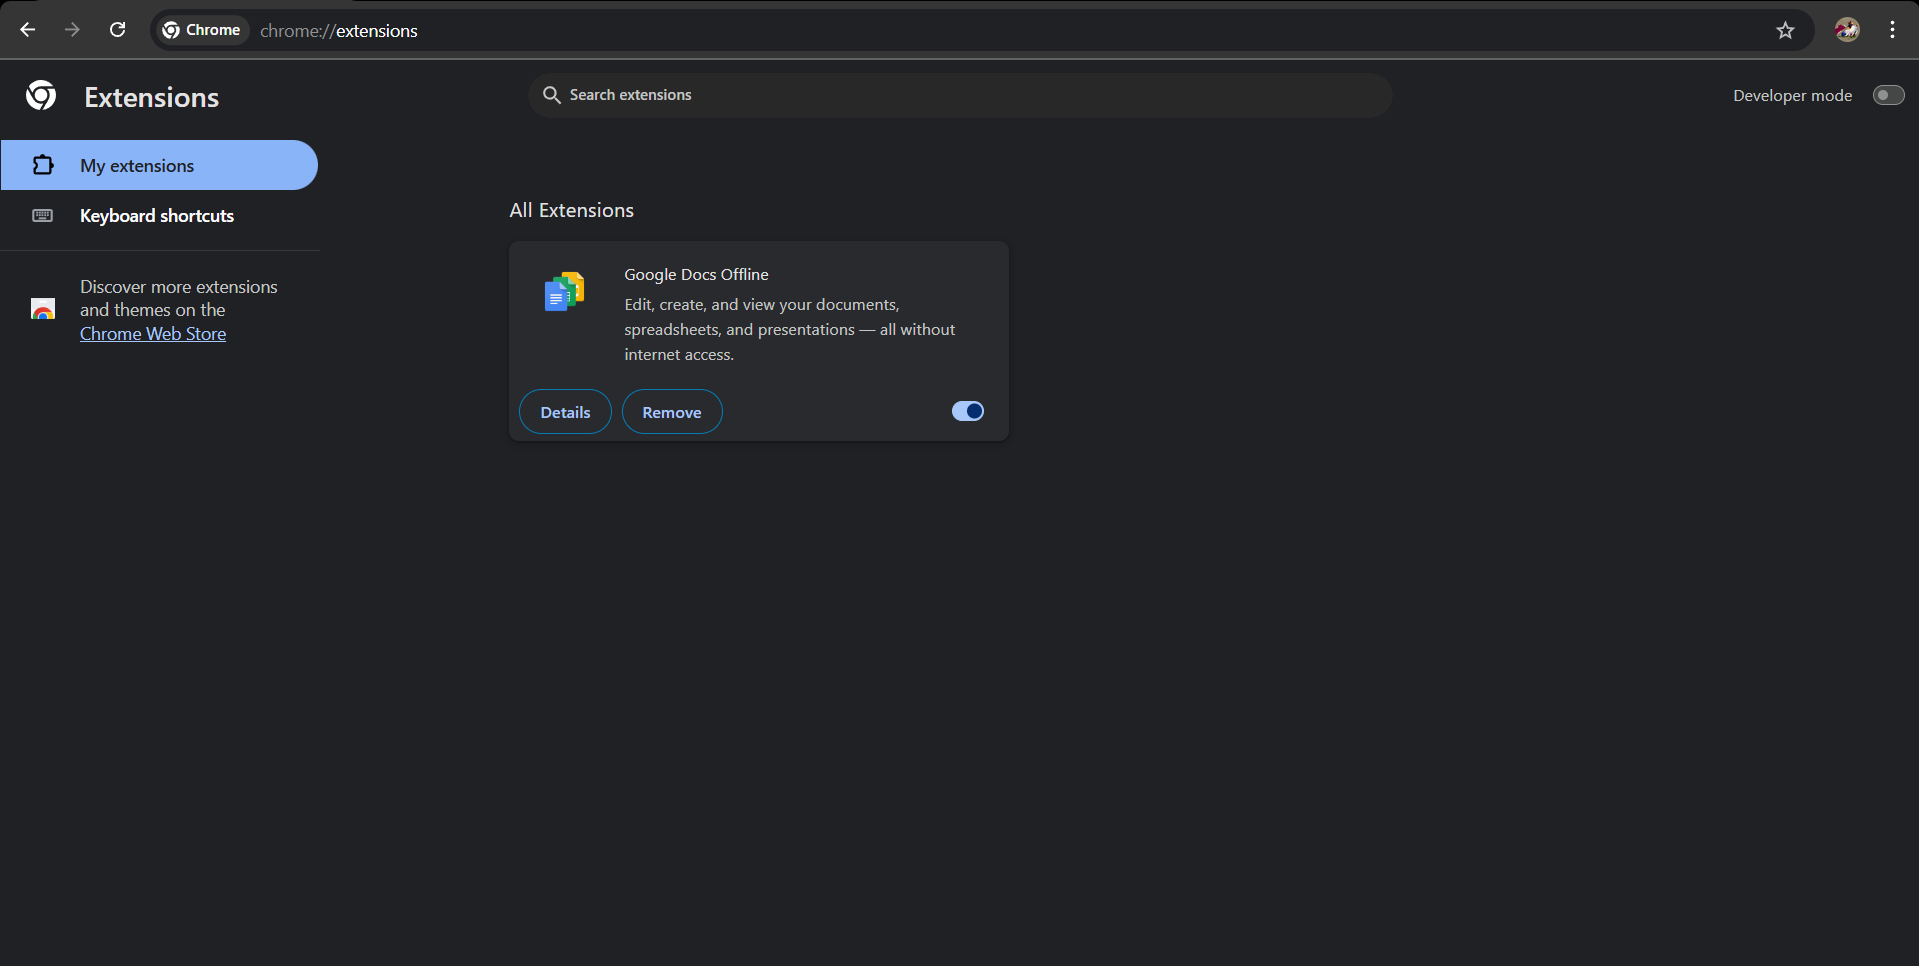 Chrome
chrome://extensions
Extensions
Search extensions
Developer mode
My extensions
Keyboard shortcuts
Discover more extensions
and themes on the
Chrome Web Store
All Extensions
Google Docs Offline
Edit, create, and view your documents,
spreadsheets, and presentations — all without
internet access.
Details
Remove